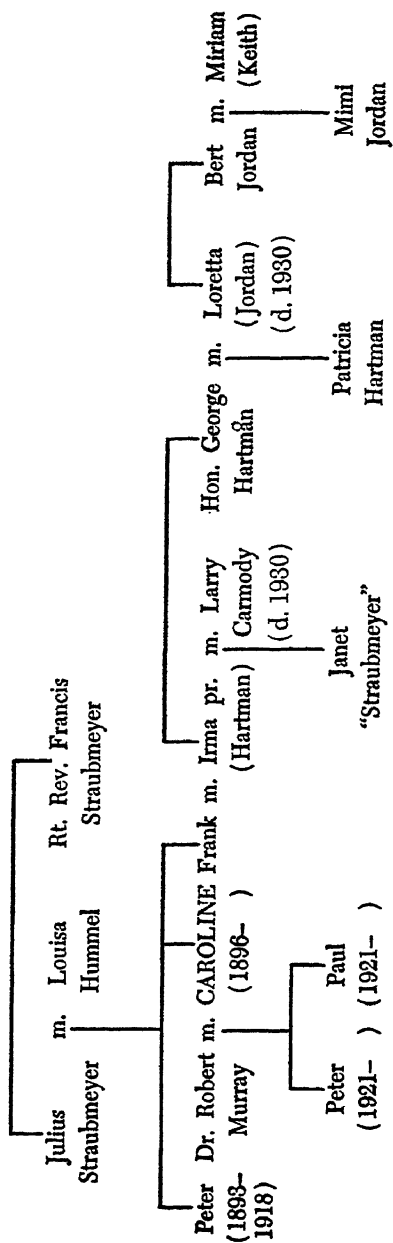 Julius m. Louisa Rt. Rev. Francis
Straubmeyer Hummel Straubmeyer
Peter Dr. Robert m. CAROLINE Frank m. Irma pr. m. Larry Hon. George m. Loretta Bert m. Miriam
(1893– Murray (1896– ) (Hartman) Carmody Hartman (Jordan) Jordan (Keith)
1918) (d. 1930) (d. 1930)
Peter Paul Janet Patricia Mimi
(1921– ) (1921– ) "Straubmeyer" Hartman Jordan